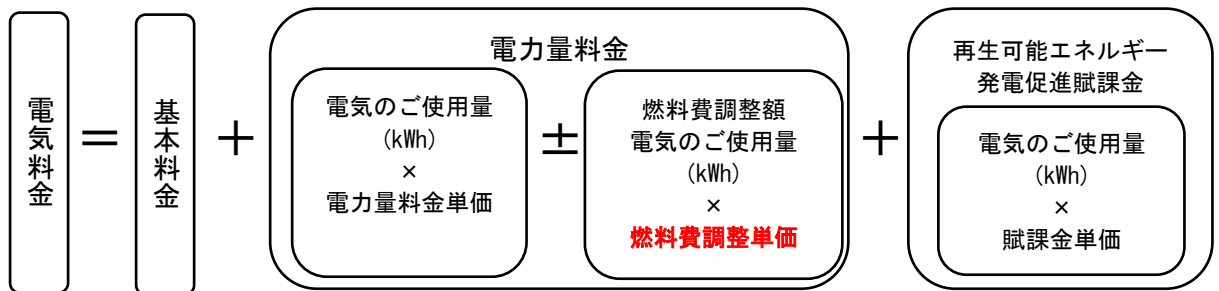 電気料金
＝
基本料金
＋
電力量料金
電気のご使用量
(kWh)
×
電力量料金単価
±
燃料費調整額
電気のご使用量
(kWh)
×
燃料費調整単価
＋
再生可能エネルギー
発電促進賦課金
電気のご使用量
(kWh)
×
賦課金単価